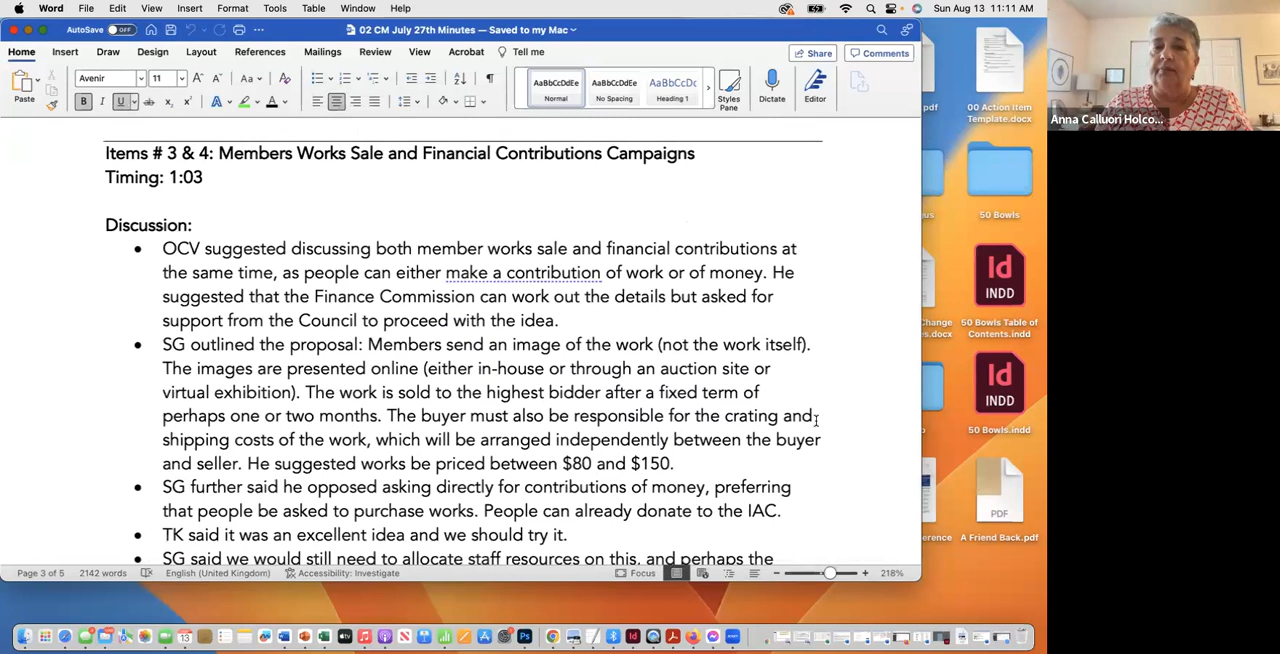 Word File Edit View Insert Format Tools Table Window Help Sun Aug 13 11:11 AM
AutoSave OFF 02 CM July 27th Minutes — Saved to my Mac
Home Insert Draw Design Layout References Mailings Review View Acrobat Tell me Share Comments
Paste Avenir 11 A A Aa
B I U ab x x A A
AaBbCcDdEe AaBbCcDdEe AaBbCcDc
Normal No Spacing Heading 1
Styles Pane Dictate Editor
Items # 3 & 4: Members Works Sale and Financial Contributions Campaigns
Timing: 1:03
Discussion:
• OCV suggested discussing both member works sale and financial contributions at
the same time, as people can either make a contribution of work or of money. He
suggested that the Finance Commission can work out the details but asked for
support from the Council to proceed with the idea.
• SG outlined the proposal: Members send an image of the work (not the work itself).
The images are presented online (either in-house or through an auction site or
virtual exhibition). The work is sold to the highest bidder after a fixed term of
perhaps one or two months. The buyer must also be responsible for the crating and
shipping costs of the work, which will be arranged independently between the buyer
and seller. He suggested works be priced between $80 and $150.
• SG further said he opposed asking directly for contributions of money, preferring
that people be asked to purchase works. People can already donate to the IAC.
• TK said it was an excellent idea and we should try it.
• SG said we would still need to allocate staff resources on this, and perhaps the
Page 3 of 5 2142 words English (United Kingdom) Accessibility: Investigate Focus 218%
pdf
00 Action Item
Template.docx
50 Bowls
Id
INDD
Change
50 Bowls Table of
Contents.indd
Id
INDD
50 Bowls.indd
PDF
A Friend Back.pdf
Anna Calluori Holco...